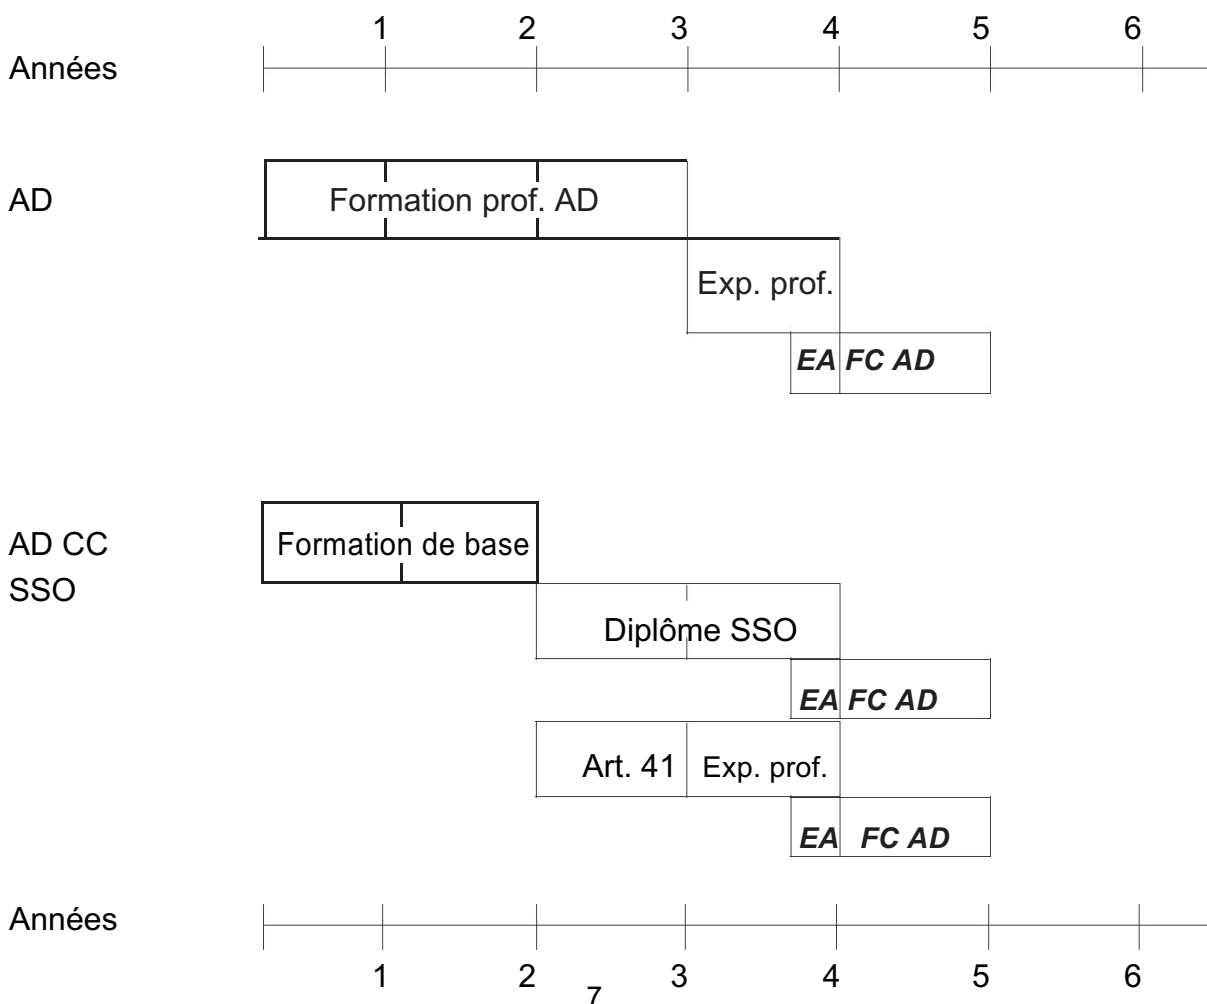 1 2 3 4 5 6
Années
AD Formation prof. AD
Exp. prof.
EA FC AD
AD CC Formation de base
SSO
Diplôme SSO
EA FC AD
Art. 41 Exp. prof.
EA FC AD
Années
1 2 3 4 5 6
7